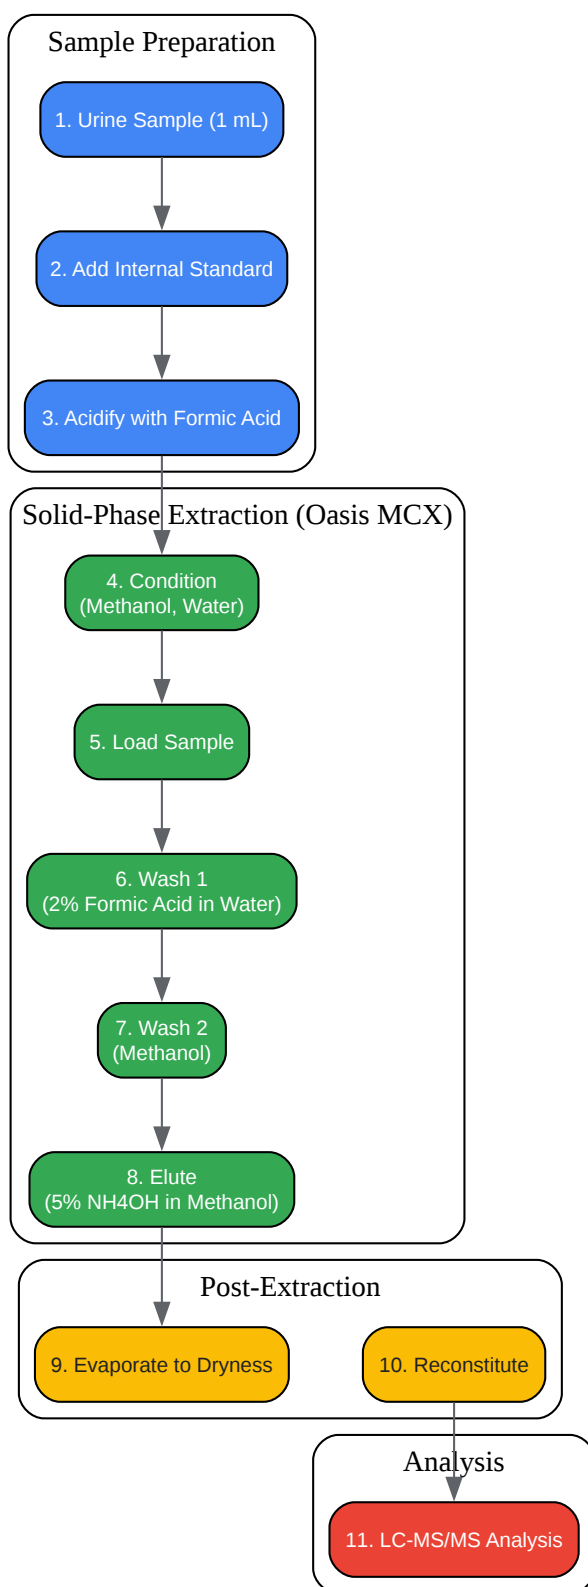 Sample Preparation
1. Urine Sample (1 mL)
2. Add Internal Standard
3. Acidify with Formic Acid
Solid-Phase Extraction (Oasis MCX)
4. Condition
(Methanol, Water)
5. Load Sample
6. Wash 1
(2% Formic Acid in Water)
7. Wash 2
(Methanol)
8. Elute
(5% NH4OH in Methanol)
Post-Extraction
9. Evaporate to Dryness
10. Reconstitute
Analysis
11. LC-MS/MS Analysis